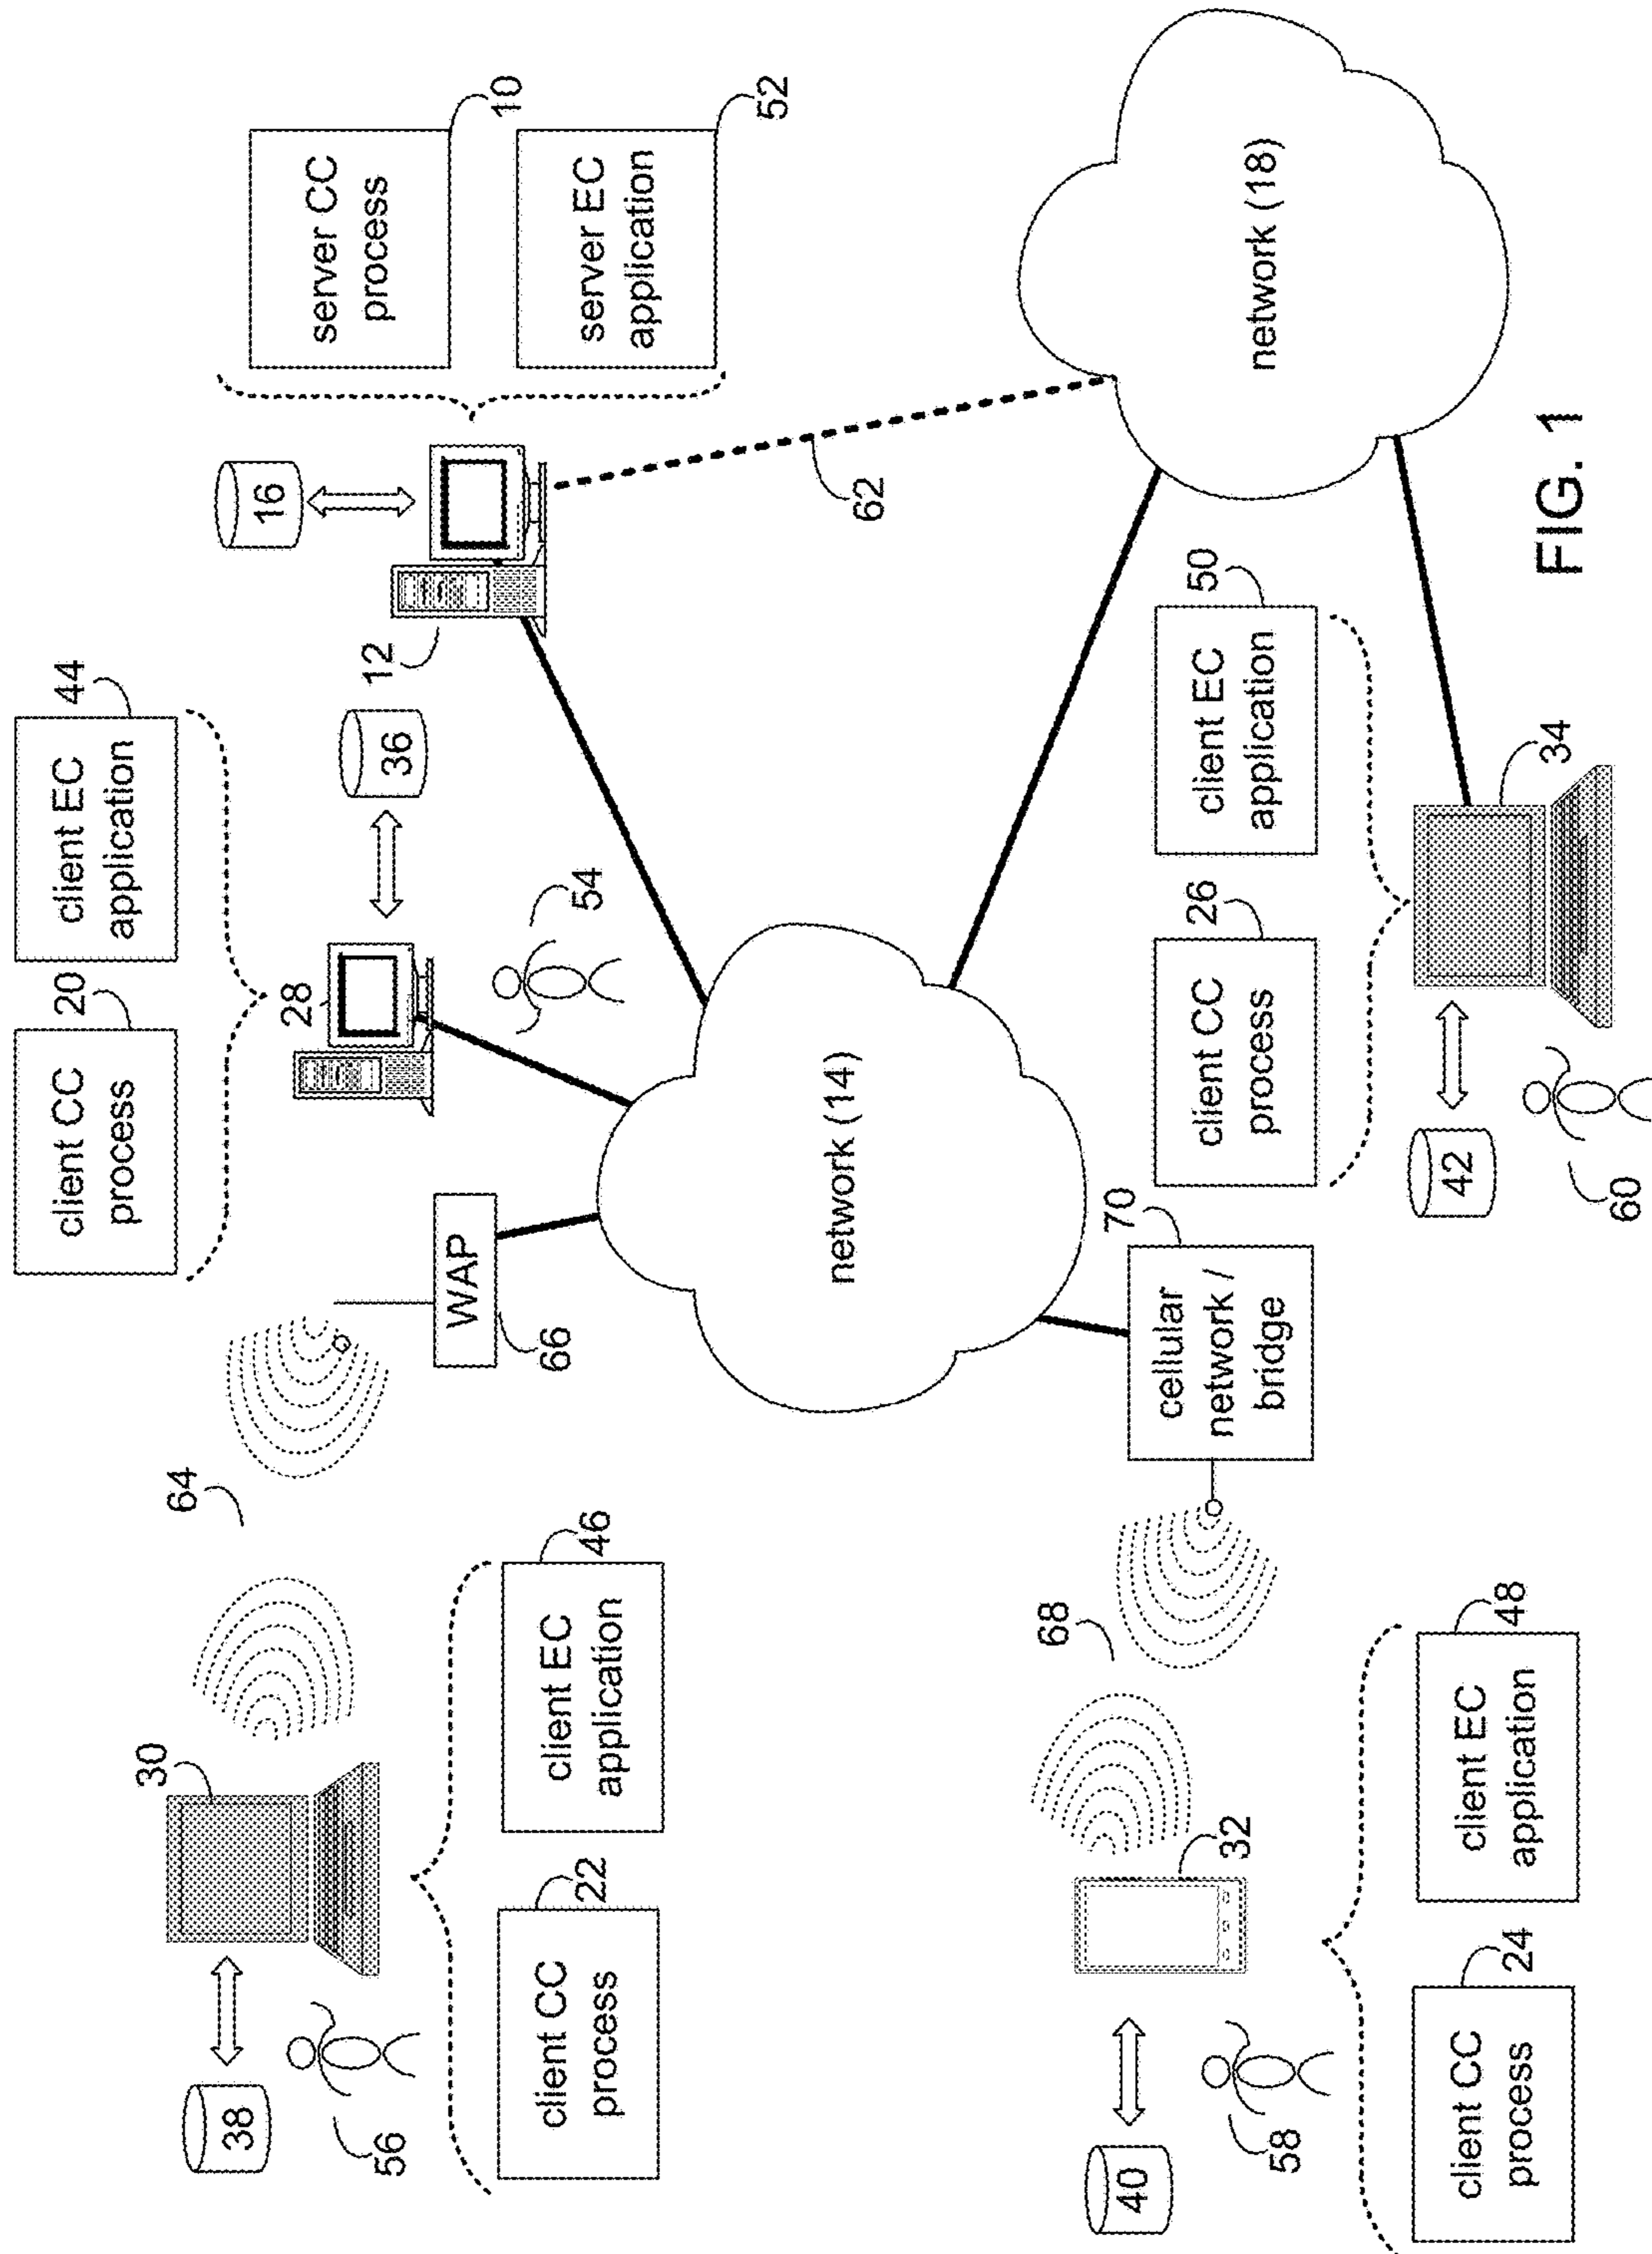 38
56
30
client CC
process
22
client EC
application
46
64
WAP
66
client CC
process
20
client EC
application
44
28
36
54
12
16
server CC
process
10
server EC
application
52
62
network (14)
network (18)
40
58
32
68
client CC
process
24
client EC
application
48
cellular
network /
bridge
70
client CC
process
26
client EC
application
50
42
60
34
FIG. 1